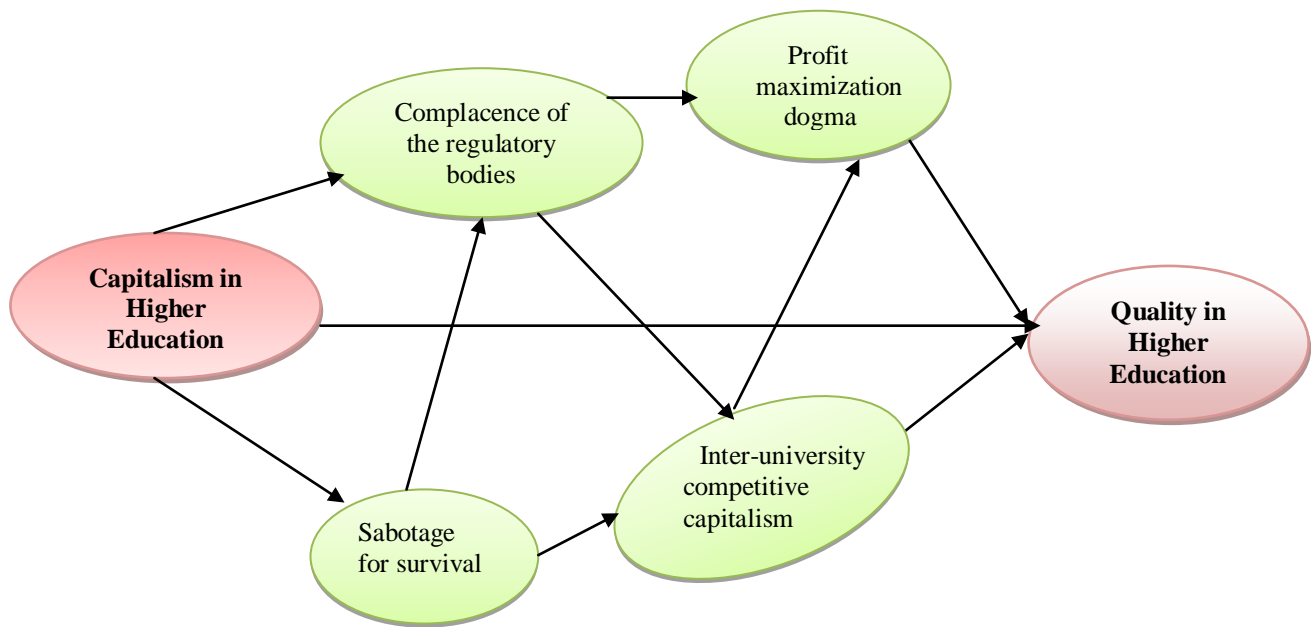 Profit
maximization
dogma
Complacence of
the regulatory
bodies
Capitalism in
Higher
Education
Quality in
Higher
Education
Inter-university
competitive
capitalism
Sabotage
for survival